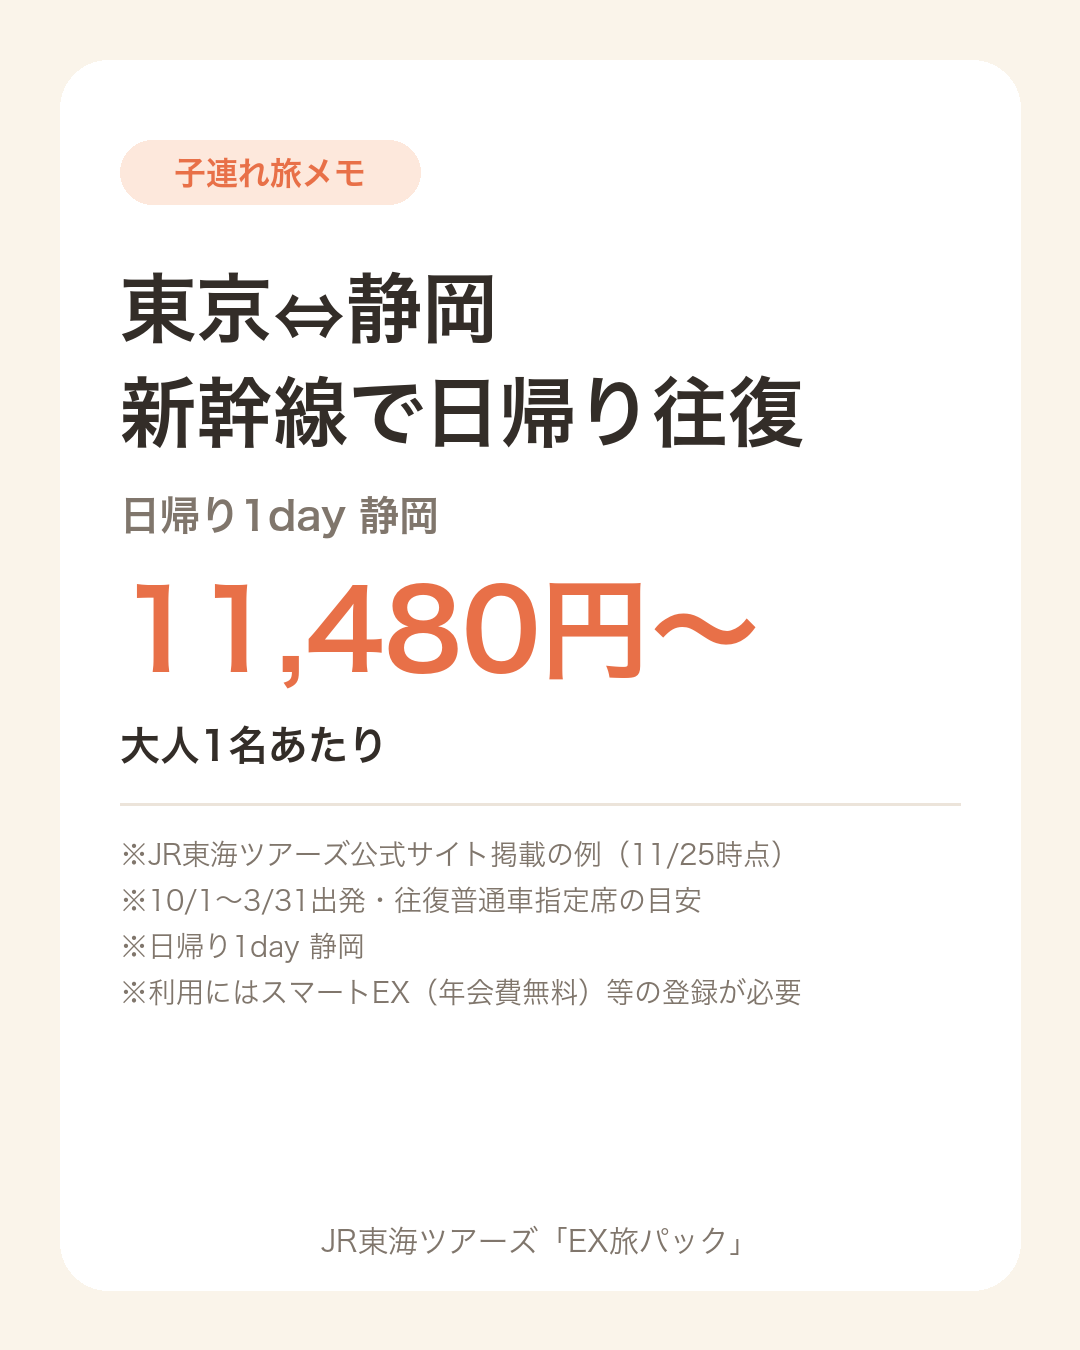 子連れ旅メモ
東京⇔静岡
新幹線で日帰り往復
日帰り1day 静岡
11,480円〜
大人1名あたり
※JR東海ツアーズ公式サイト掲載の例（11/25時点）
※10/1〜3/31出発・往復普通車指定席の目安
※日帰り1day 静岡
※利用にはスマートEX（年会費無料）等の登録が必要
JR東海ツアーズ「EX旅パック」